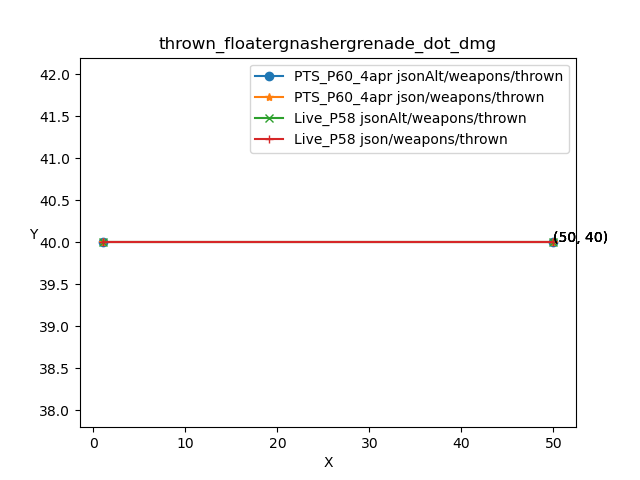 thrown_floatergnashergrenade_dot_dmg
PTS_P60_4apr jsonAlt/weapons/thrown
PTS_P60_4apr json/weapons/thrown
Live_P58 jsonAlt/weapons/thrown
Live_P58 json/weapons/thrown
42.0
41.5
41.0
40.5
40.0
39.5
39.0
38.5
38.0
Y
(50, 40)
0 10 20 30 40 50
X